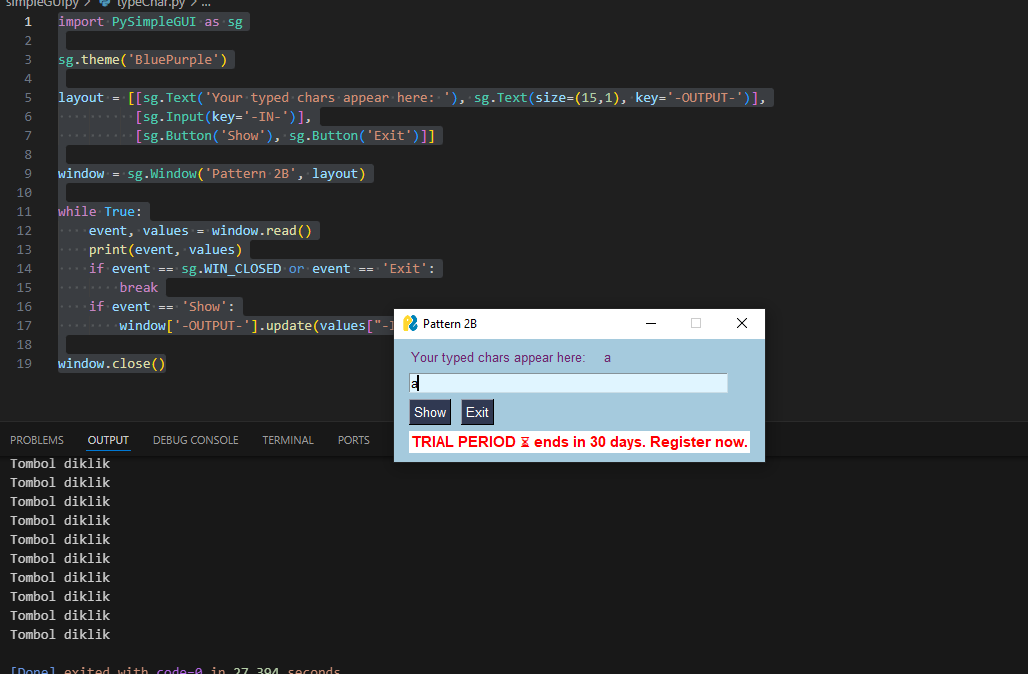 simpleGUIpy > typeChar.py > ...
1 import PySimpleGUI as sg
2
3 sg.theme('BluePurple')
4
5 layout = [[sg.Text('Your typed chars appear here: '), sg.Text(size=(15,1), key='-OUTPUT-')],
6 [sg.Input(key='-IN-')],
7 [sg.Button('Show'), sg.Button('Exit')]]
8
9 window = sg.Window('Pattern 2B', layout)
10
11 while True:
12 event, values = window.read()
13 print(event, values)
14 if event == sg.WIN_CLOSED or event == 'Exit':
15 break
16 if event == 'Show':
17 window['-OUTPUT-'].update(values["-
18
19 window.close()
Pattern 2B
Your typed chars appear here: a
a
Show Exit
TRIAL PERIOD ⌛ ends in 30 days. Register now.
PROBLEMS OUTPUT DEBUG CONSOLE TERMINAL PORTS
Tombol diklik
Tombol diklik
Tombol diklik
Tombol diklik
Tombol diklik
Tombol diklik
Tombol diklik
Tombol diklik
Tombol diklik
Tombol diklik
[Done] exited with code=0 in 27.394 seconds